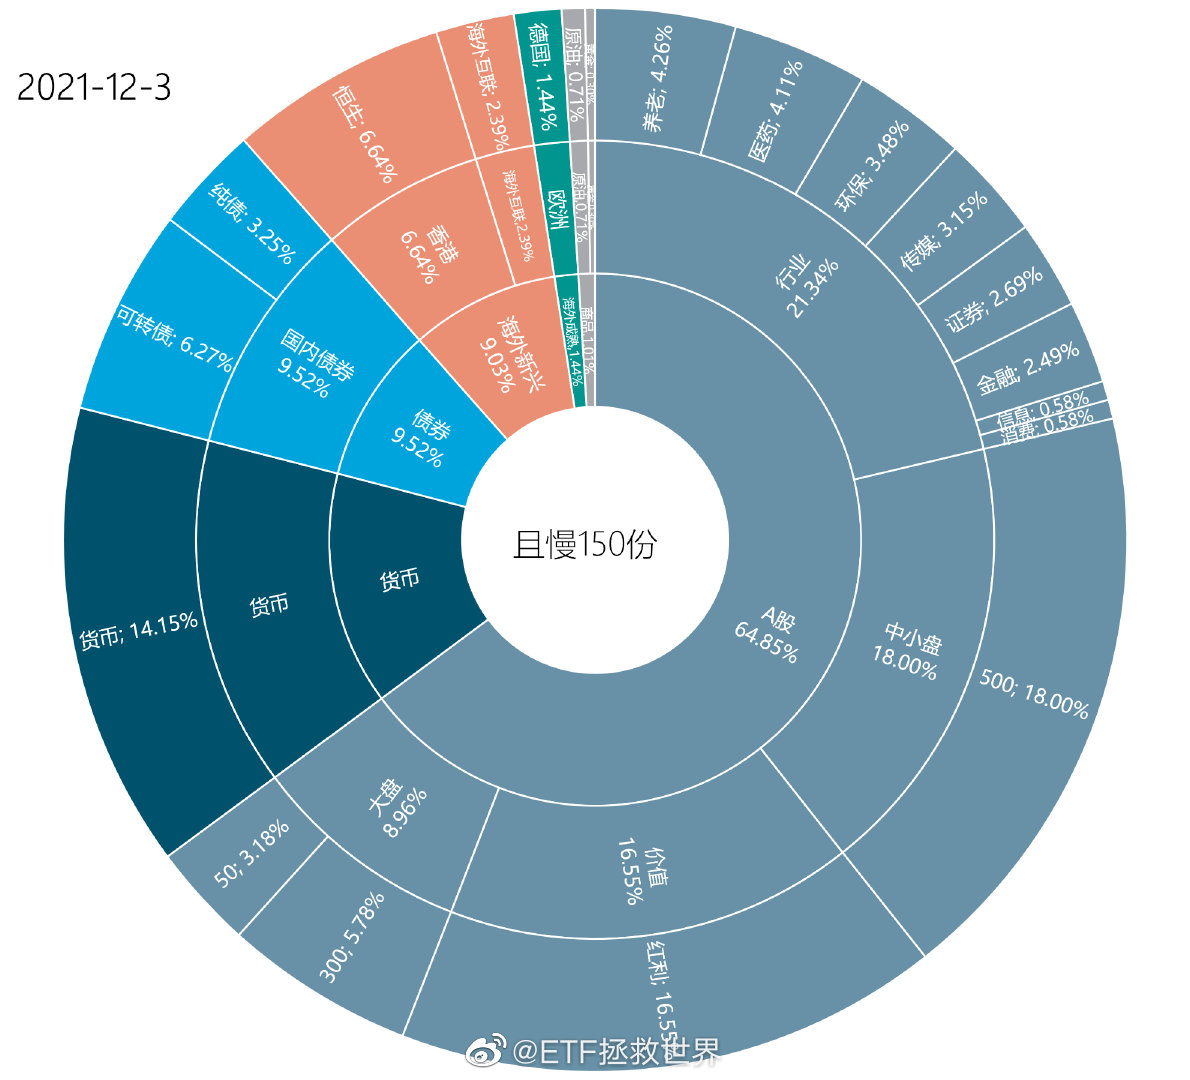 2021-12-3
且慢150份
A股
64.85%
行业
21.34%
养老; 4.26%
医药; 4.11%
环保; 3.48%
传媒; 3.15%
证券; 2.69%
金融; 2.49%
信息; 0.58%
消费; 0.58%
中小盘
18.00%
500; 18.00%
价值
16.55%
红利; 16.55%
大盘
8.96%
300; 5.78%
50; 3.18%
货币
货币
货币; 14.15%
债券
9.52%
国内债券
9.52%
可转债; 6.27%
纯债; 3.25%
海外新兴
9.03%
香港
6.64%
恒生; 6.64%
海外互联 2.39%
海外互联; 2.39%
海外成熟, 1.44%
欧洲
德国; 1.44%
商品 1.01%
原油 0.71%
原油; 0.71%
@ETF拯救世界